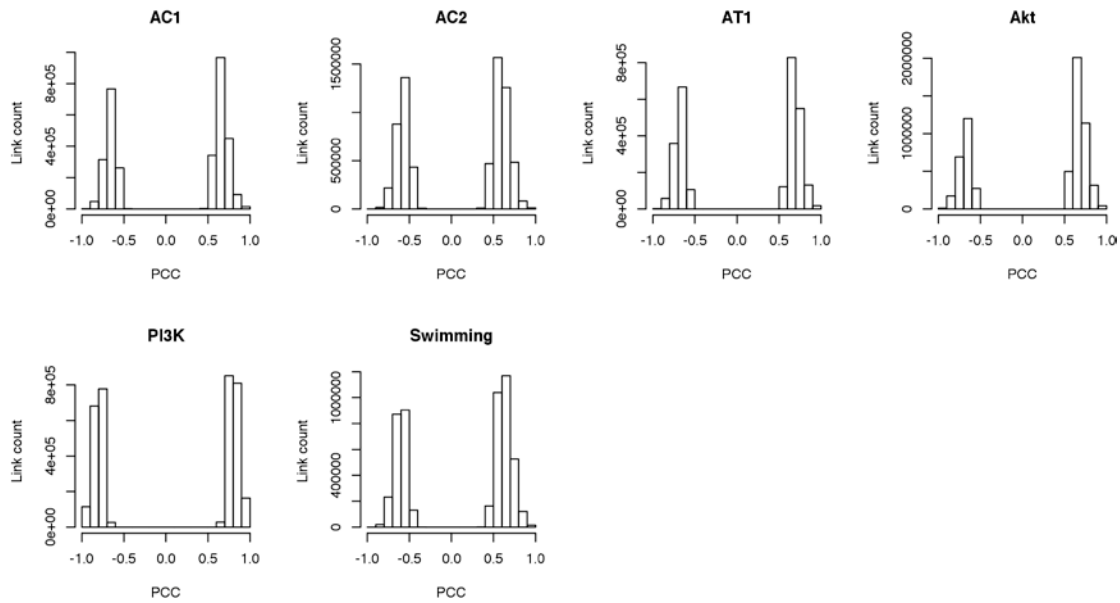 AC1
Link count
0e+00 4e+05 8e+05
-1.0 -0.5 0.0 0.5 1.0
PCC
AC2
Link count
0 500000 1500000
-1.0 -0.5 0.0 0.5 1.0
PCC
AT1
Link count
0e+00 4e+05 8e+05
-1.0 -0.5 0.0 0.5 1.0
PCC
Akt
Link count
0 1000000 2000000
-1.0 -0.5 0.0 0.5 1.0
PCC
PI3K
Link count
0e+00 4e+05 8e+05
-1.0 -0.5 0.0 0.5 1.0
PCC
Swimming
Link count
0 400000 1000000
-1.0 -0.5 0.0 0.5 1.0
PCC